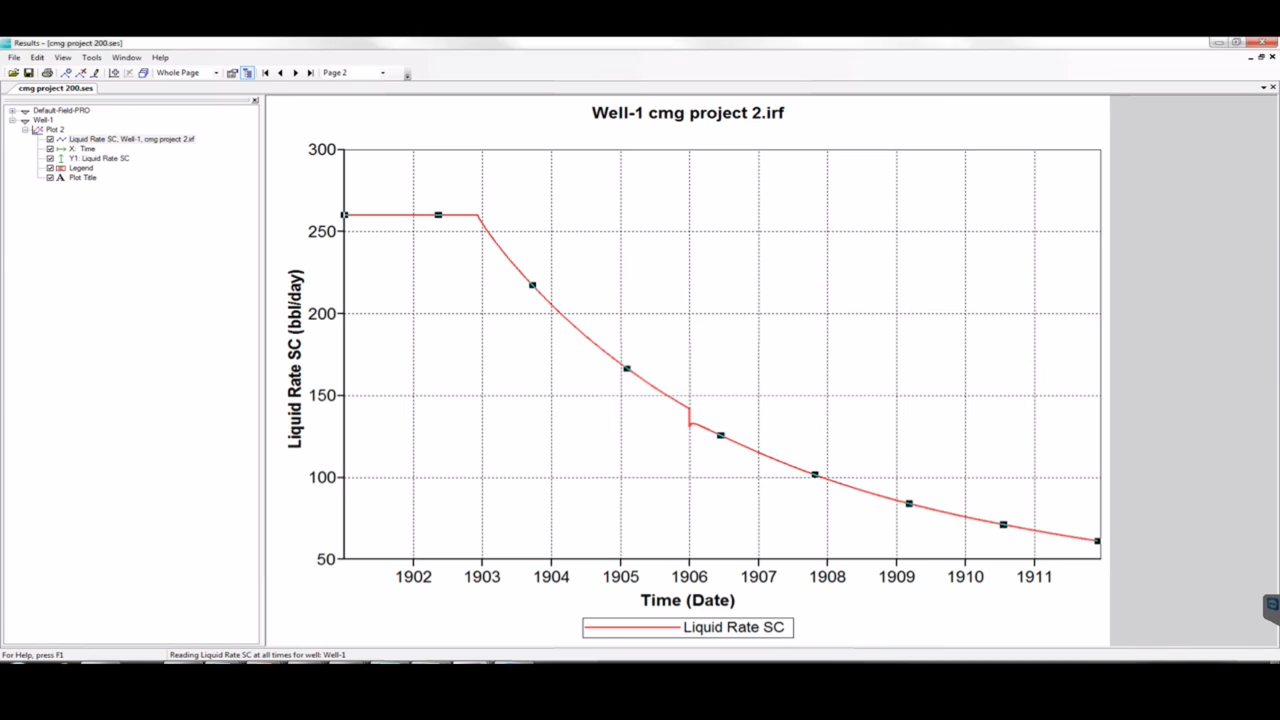 Results - [cmg project 200.ses]
File Edit View Tools Window Help
Whole Page Page 2
cmg project 200.ses
Default-Field-PRO
Well-1
Plot 2
Liquid Rate SC, Well-1, cmg project 2.irf
X: Time
Y1: Liquid Rate SC
Legend
A Plot Title
Well-1 cmg project 2.irf
300
250
200
150
100
50
Liquid Rate SC (bbl/day)
1902 1903 1904 1905 1906 1907 1908 1909 1910 1911
Time (Date)
Liquid Rate SC
For Help, press F1 Reading Liquid Rate SC at all times for well: Well-1